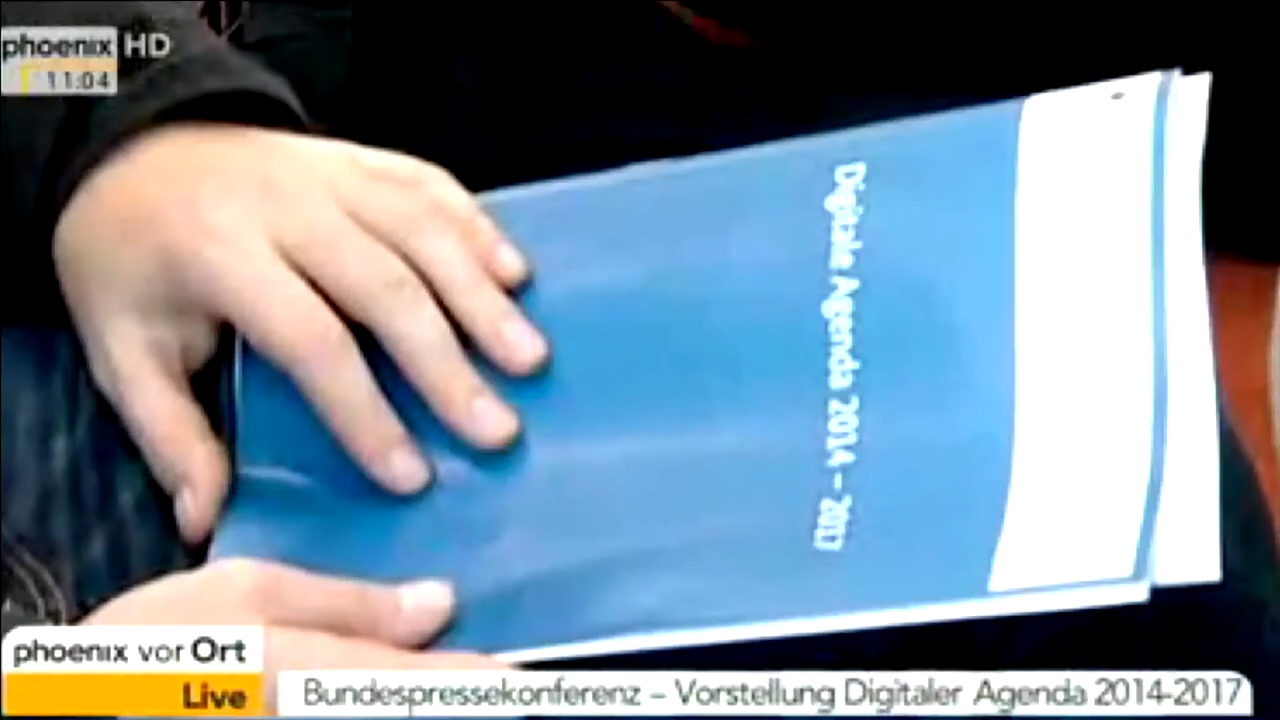 phoenix HD
11:04
Digitale Agenda 2014 – 2017
phoenix vor Ort
Live
Bundespressekonferenz – Vorstellung Digitaler Agenda 2014-2017